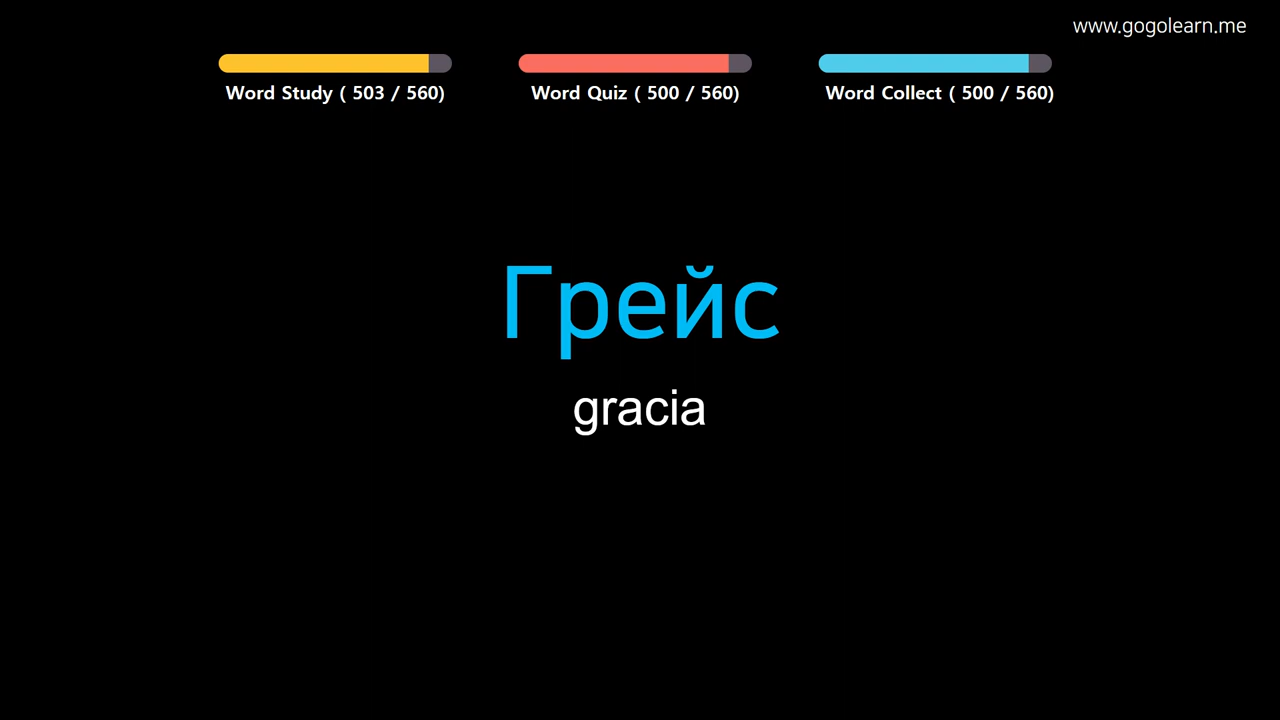 www.gogolearn.me
Word Study ( 503 / 560)
Word Quiz ( 500 / 560)
Word Collect ( 500 / 560)
Грейс
gracia